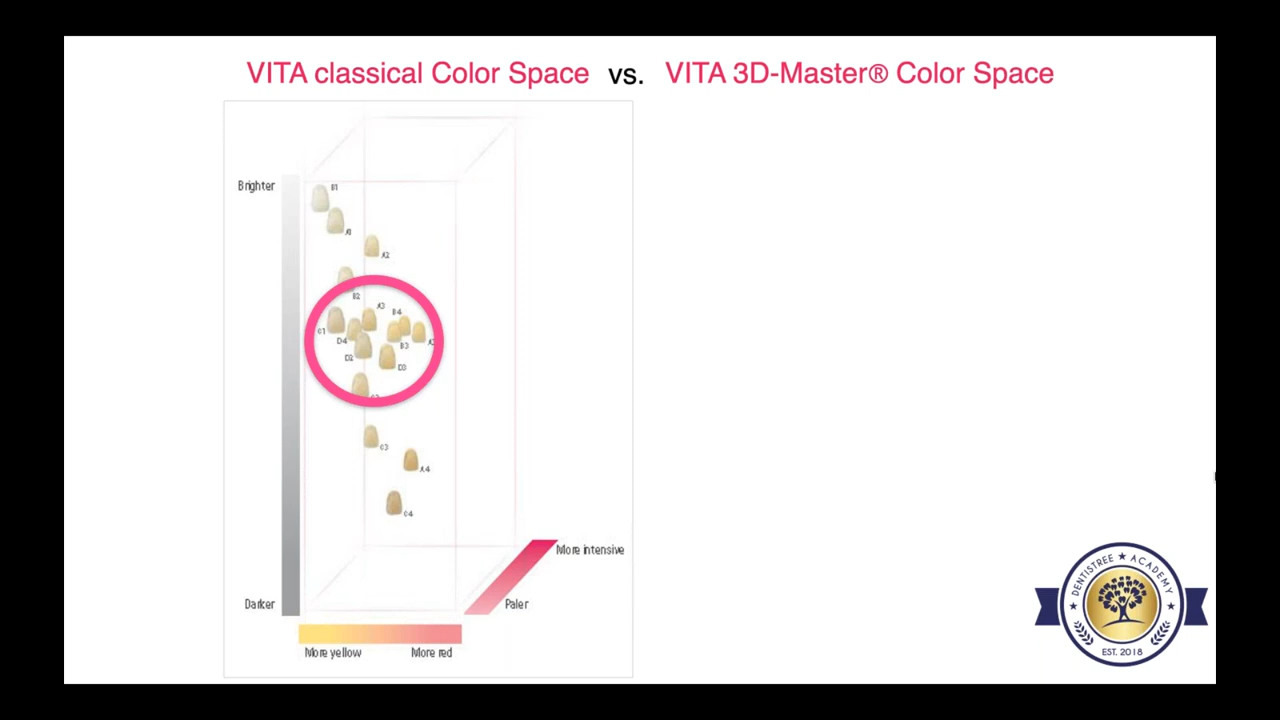 VITA classical Color Space vs. VITA 3D-Master® Color Space
Brighter
B1
A1
A2
B2
A3
B4
C1
D4
B3
D2
D3
C3
A4
C4
More intensive
Darker
Paler
More yellow More red
DENTISTREE ★ ACADEMY
EST. 2018